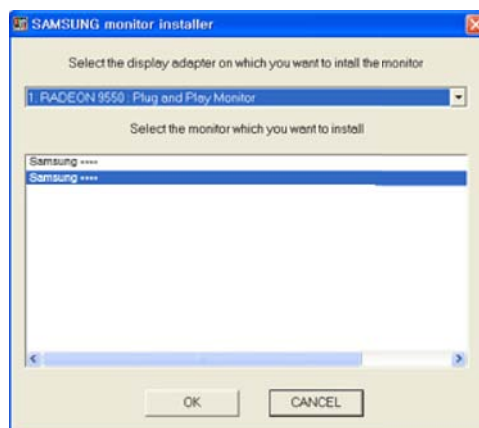 SAMSUNG monitor installer
Select the display adapter on which you want to intall the monitor
1. RADEON 9550 : Plug and Play Monitor
Select the monitor which you want to install
Samsung ****
Samsung ****
OK
CANCEL